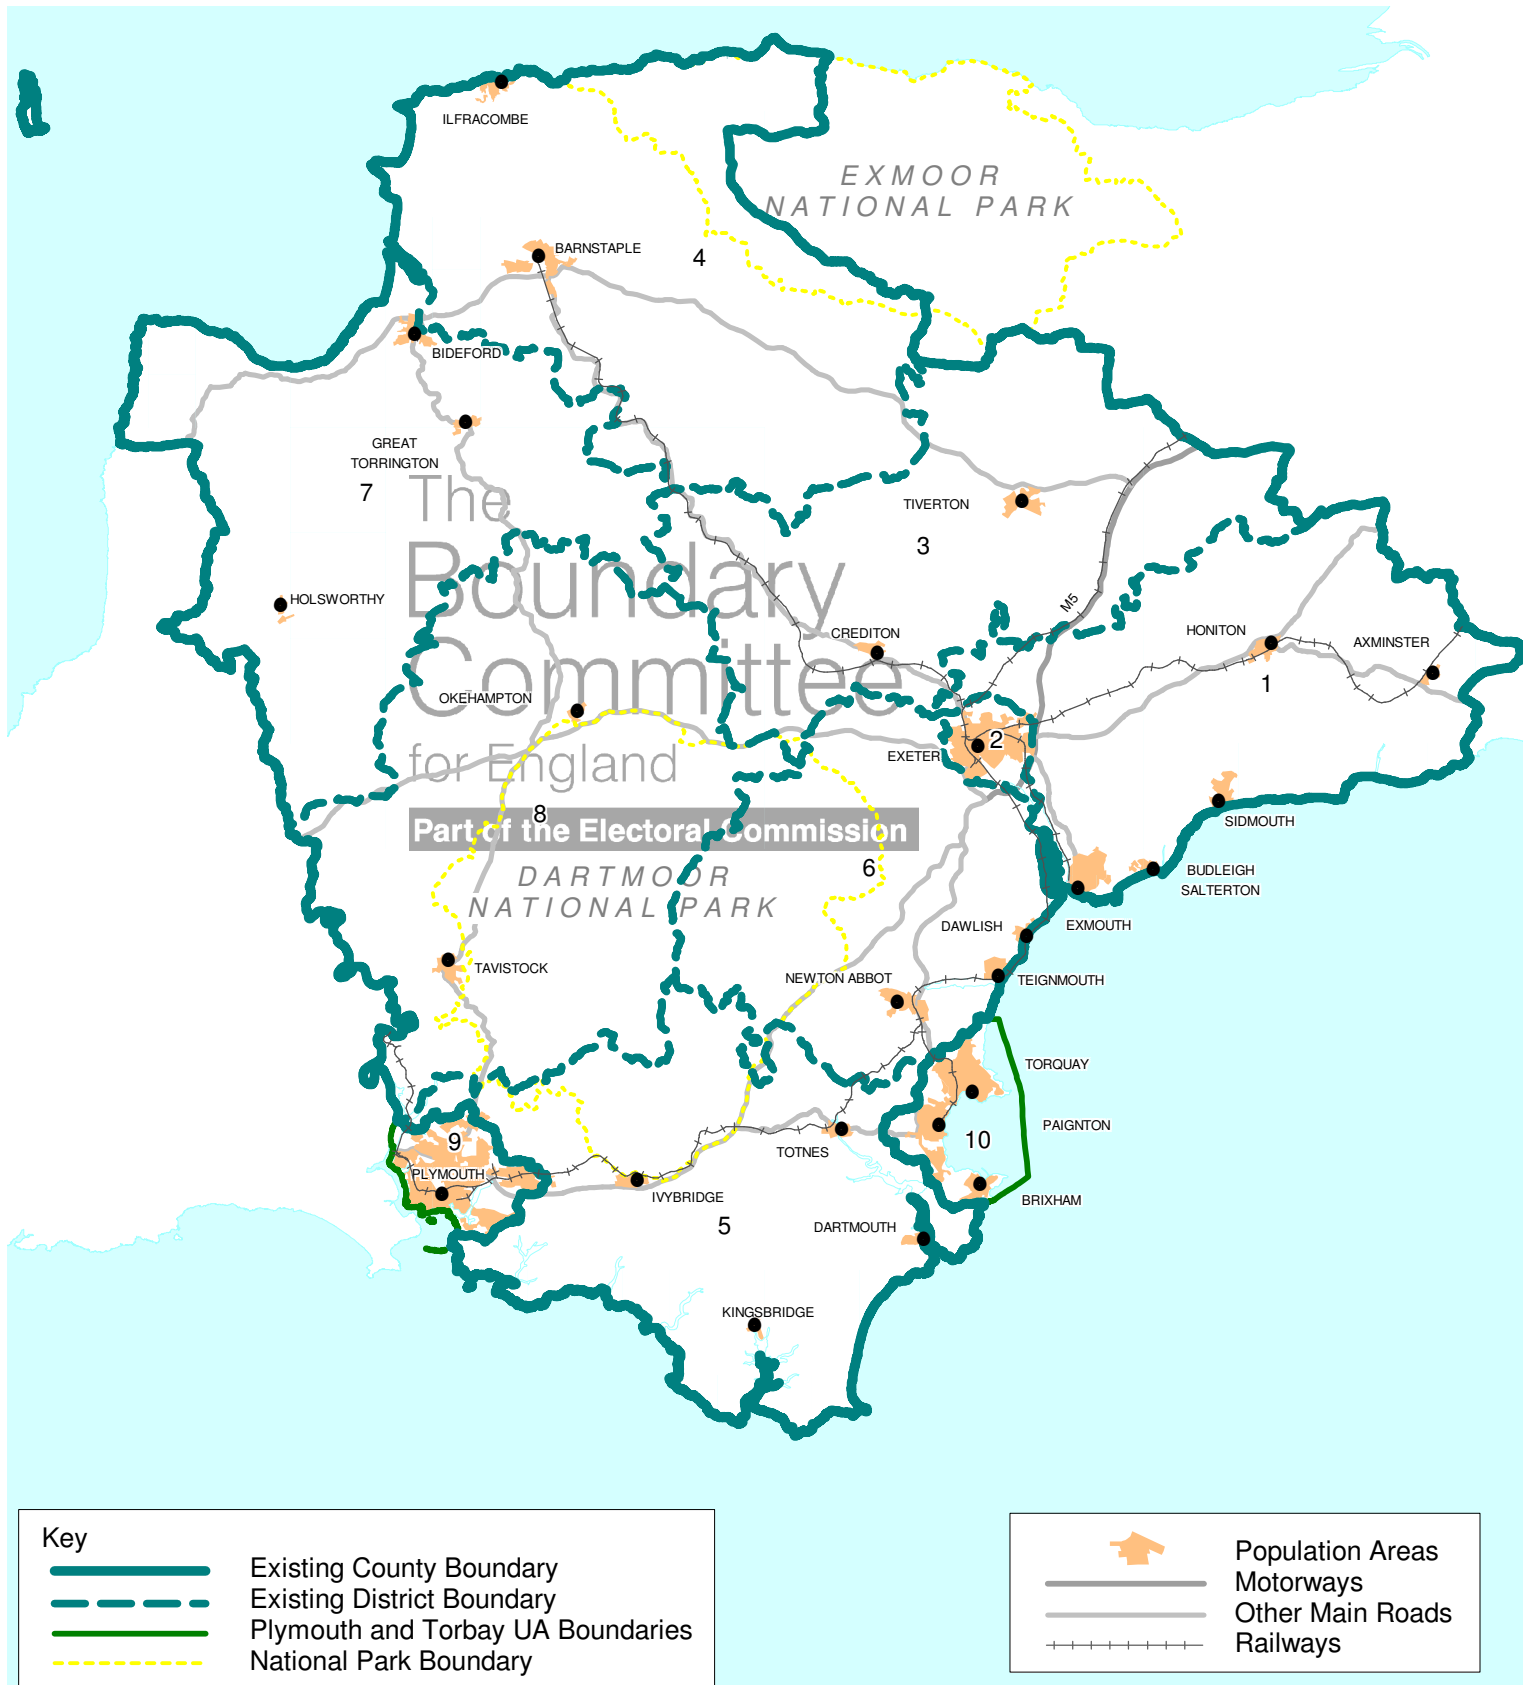 ILFRACOMBE
EXMOOR
NATIONAL PARK
BARNSTAPLE
4
BIDEFORD
GREAT
TORRINGTON
7
The
TIVERTON
3
Boundary
HOLSWORTHY
M5
CREDITON
HONITON
AXMINSTER
Committee
1
OKEHAMPTON
2
EXETER
for England
8
SIDMOUTH
Part of the Electoral Commission
6
DARTMOOR
NATIONAL PARK
BUDLEIGH
SALTERTON
DAWLISH
EXMOUTH
TAVISTOCK
NEWTON ABBOT
TEIGNMOUTH
TORQUAY
PAIGNTON
9
10
TOTNES
PLYMOUTH
IVYBRIDGE
BRIXHAM
5
DARTMOUTH
KINGSBRIDGE
Key
Existing County Boundary
Existing District Boundary
Plymouth and Torbay UA Boundaries
National Park Boundary
Population Areas
Motorways
Other Main Roads
Railways